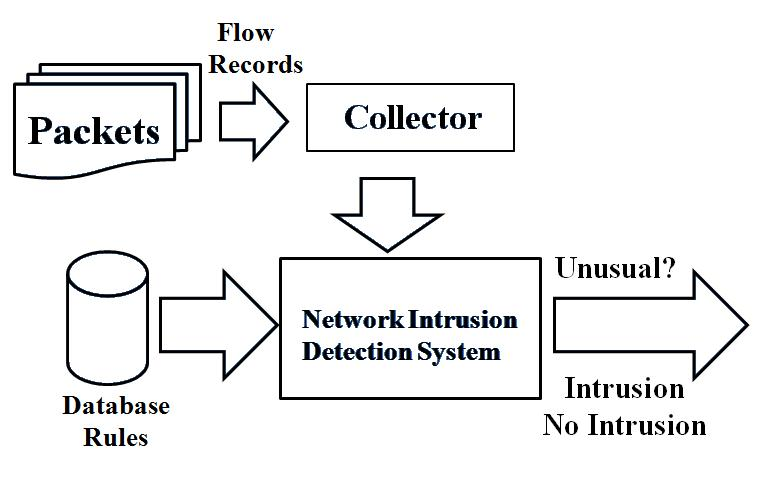 Flow
Records
Packets
Collector
Network Intrusion
Detection System
Database
Rules
Unusual?
Intrusion
No Intrusion